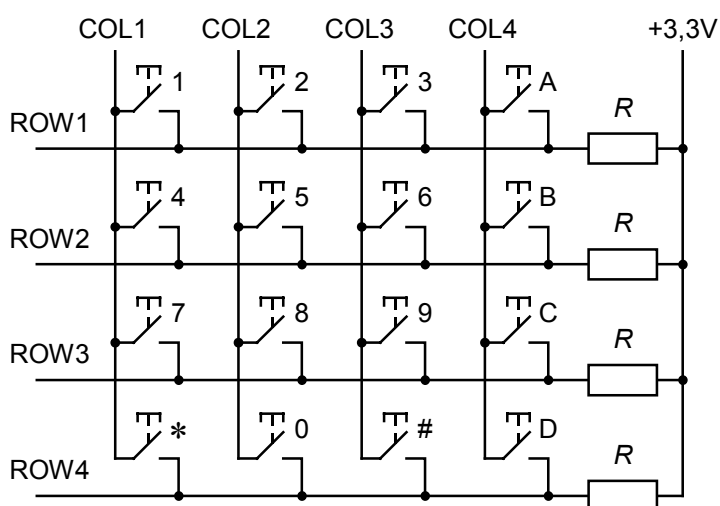 COL1 COL2 COL3 COL4 +3,3V
1 2 3 A R
ROW1
4 5 6 B R
ROW2
7 8 9 C R
ROW3
* 0 # D R
ROW4